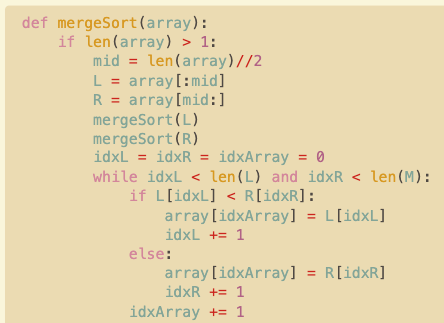 def mergeSort(array):
    if len(array) > 1:
        mid = len(array)//2
        L = array[:mid]
        R = array[mid:]
        mergeSort(L)
        mergeSort(R)
        idxL = idxR = idxArray = 0
        while idxL < len(L) and idxR < len(M):
            if L[idxL] < R[idxR]:
                array[idxArray] = L[idxL]
                idxL += 1
            else:
                array[idxArray] = R[idxR]
                idxR += 1
            idxArray += 1